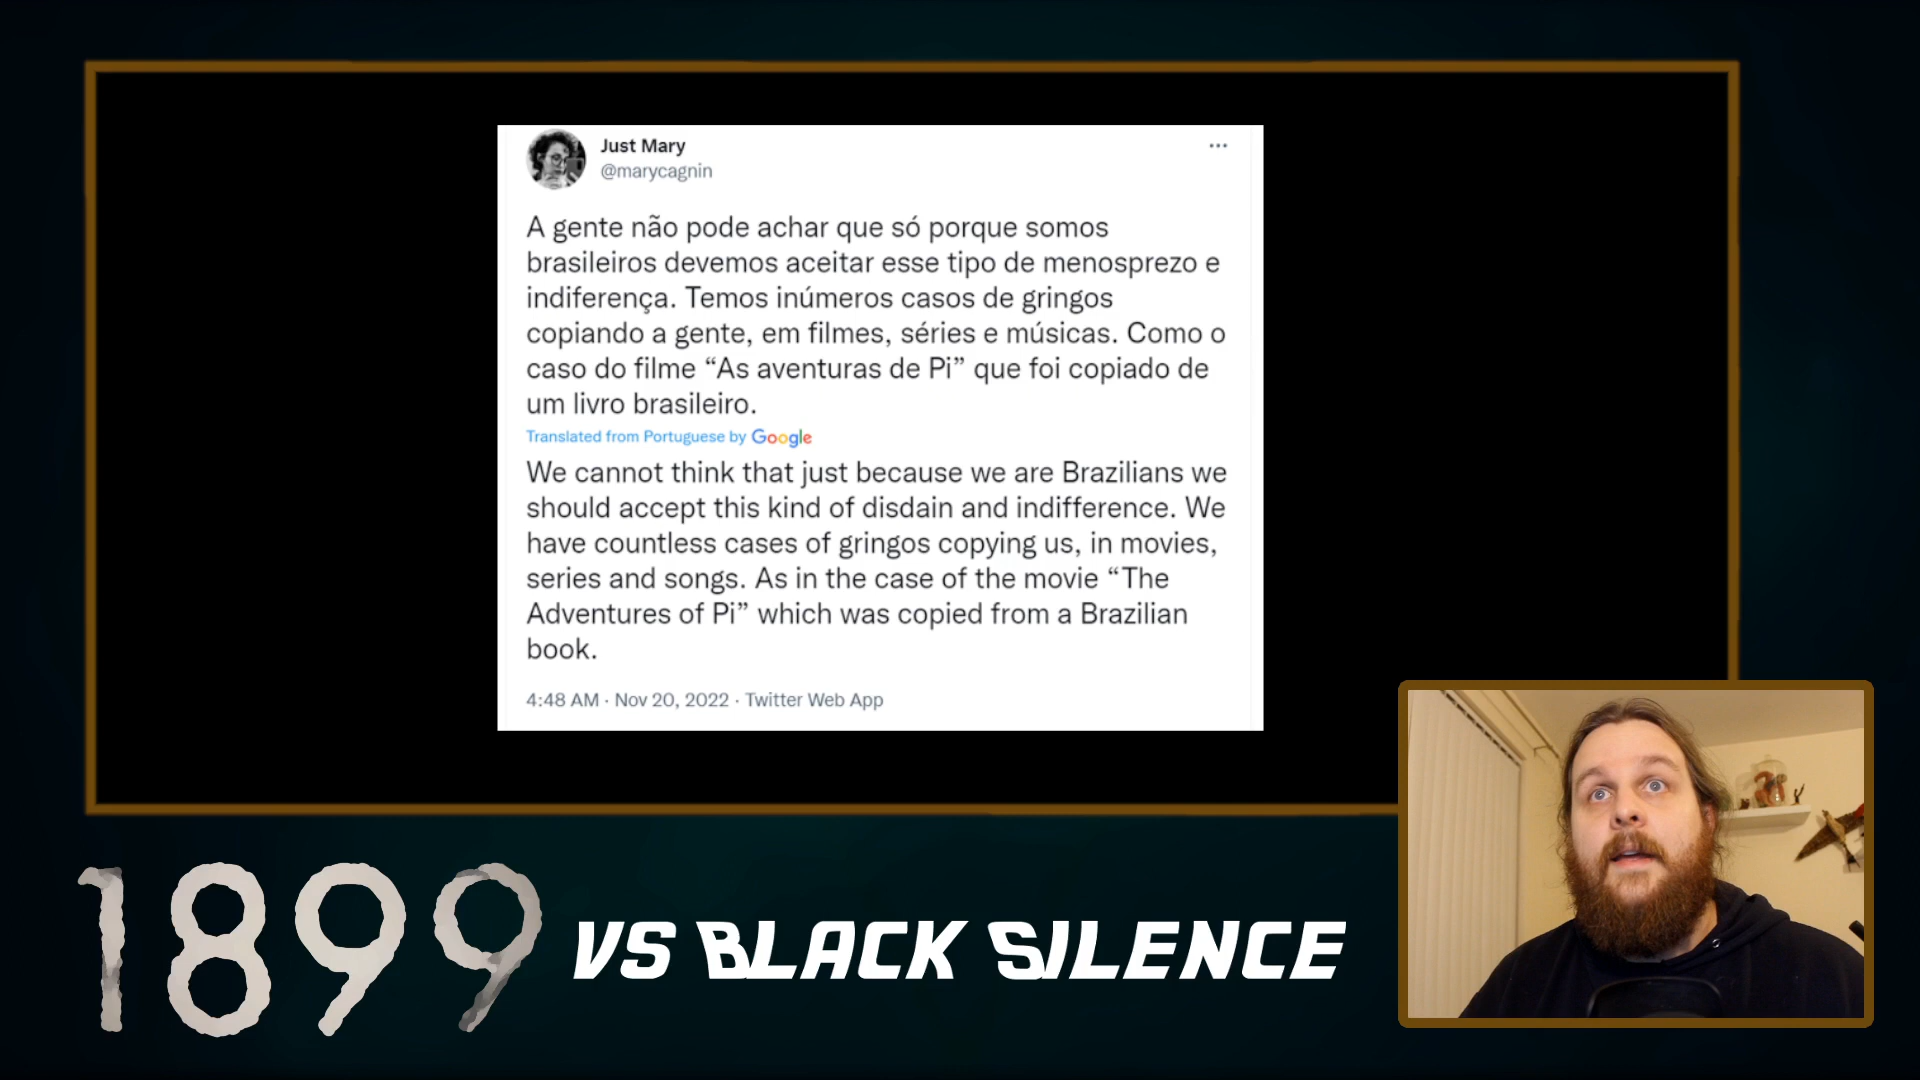 Just Mary
@marycagnin
A gente não pode achar que só porque somos
brasileiros devemos aceitar esse tipo de menosprezo e
indiferença. Temos inúmeros casos de gringos
copiando a gente, em filmes, séries e músicas. Como o
caso do filme “As aventuras de Pi” que foi copiado de
um livro brasileiro.
Translated from Portuguese by Google
We cannot think that just because we are Brazilians we
should accept this kind of disdain and indifference. We
have countless cases of gringos copying us, in movies,
series and songs. As in the case of the movie “The
Adventures of Pi” which was copied from a Brazilian
book.
4:48 AM · Nov 20, 2022 · Twitter Web App
1899 VS BLACK SILENCE